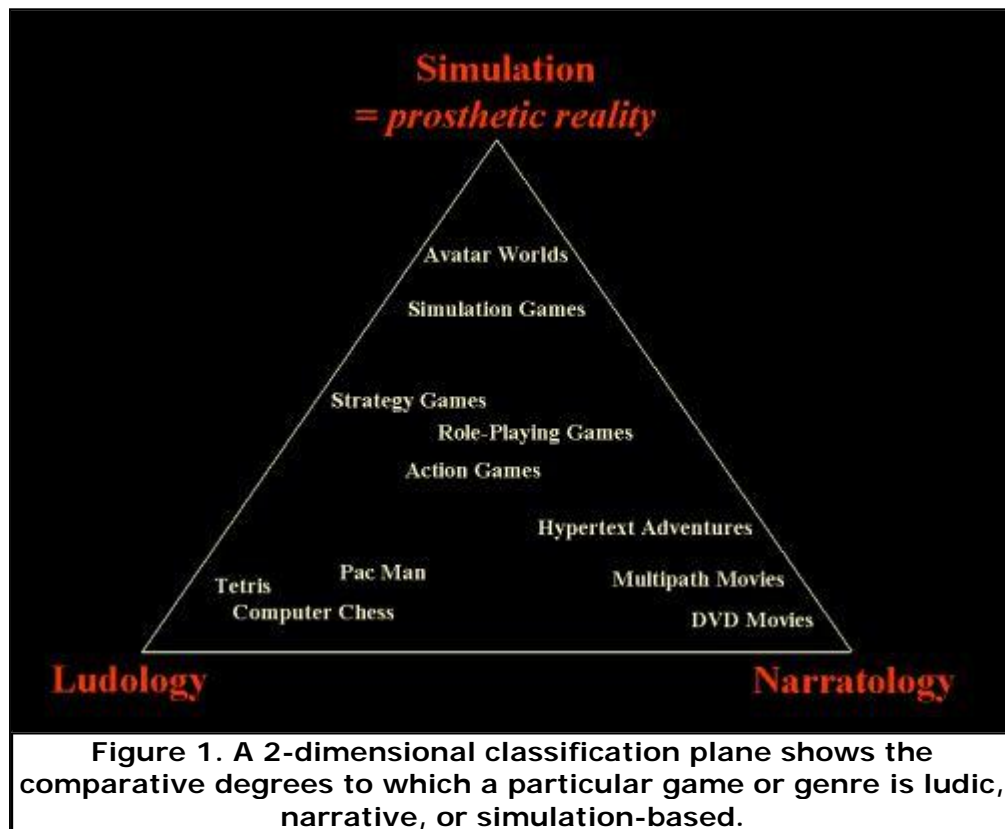 Simulation
= prosthetic reality
Avatar Worlds
Simulation Games
Strategy Games
Role-Playing Games
Action Games
Hypertext Adventures
Pac Man
Multipath Movies
Tetris
Computer Chess
DVD Movies
Ludology
Narratology
Figure 1. A 2-dimensional classification plane shows the
comparative degrees to which a particular game or genre is ludic,
narrative, or simulation-based.